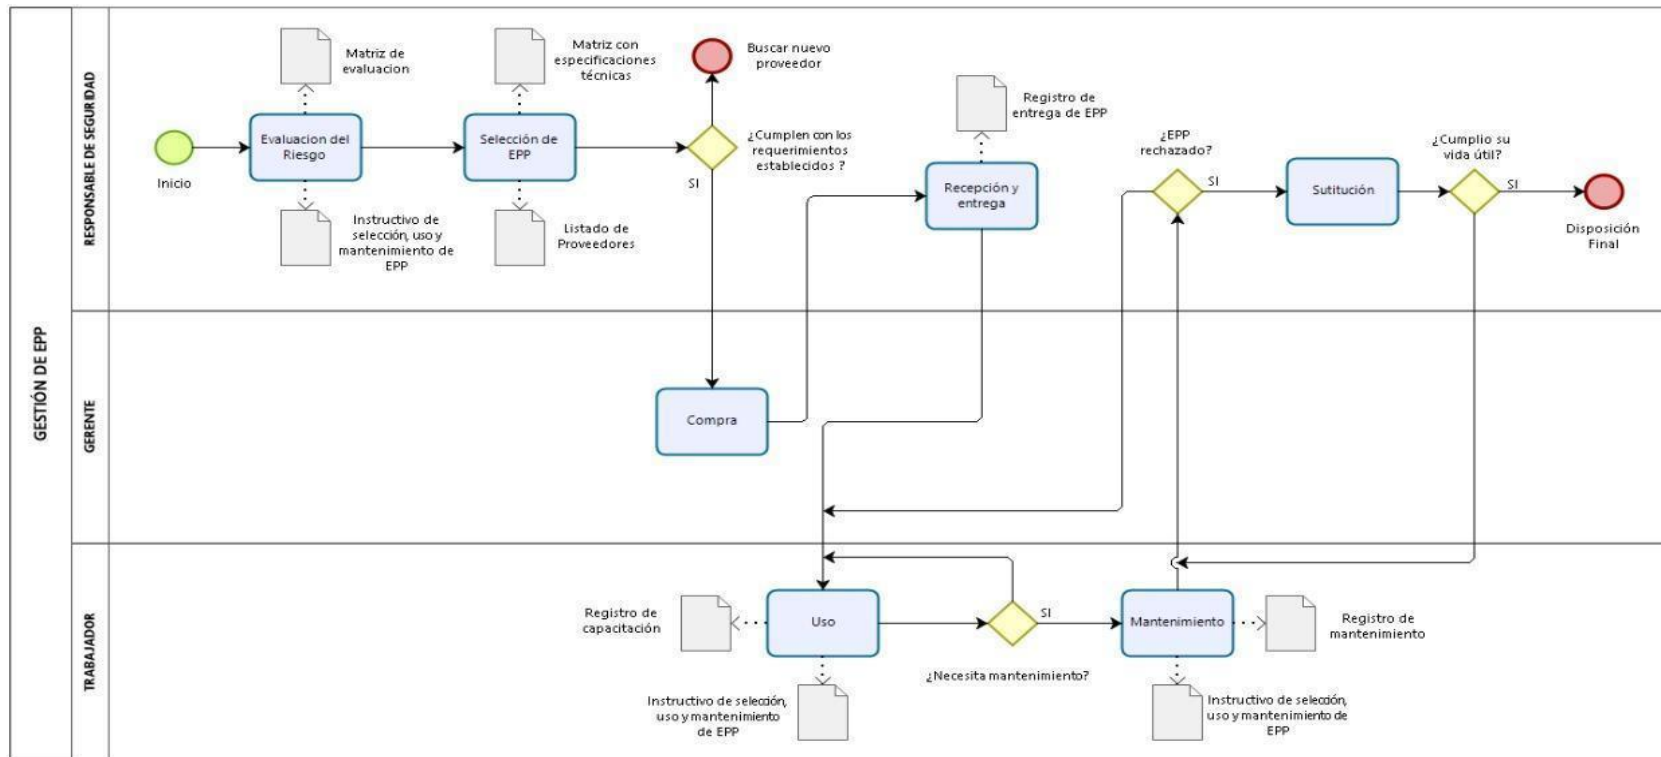 GESTIÓN DE EPP
RESPONSABLE DE SEGURIDAD
Inicio
Matriz de
evaluacion
Evaluacion del
Riesgo
Instructivo de
selección, uso y
mantenimiento de
EPP
Matriz con
especificaciones
técnicas
Selección de
EPP
Listado de
Proveedores
Buscar nuevo
proveedor
¿Cumplen con los
requerimientos
establecidos ?
SI
Registro de
entrega de EPP
Recepción y
entrega
¿EPP
rechazado?
SI
Sutitución
¿Cumplio su
vida útil?
SI
Disposición
Final
GERENTE
Compra
TRABAJADOR
Registro de
capacitación
Uso
Instructivo de selección,
uso y mantenimiento
de EPP
SI
¿Necesita mantenimiento?
Mantenimiento
Registro de
mantenimiento
Instructivo de selección,
uso y mantenimiento de
EPP